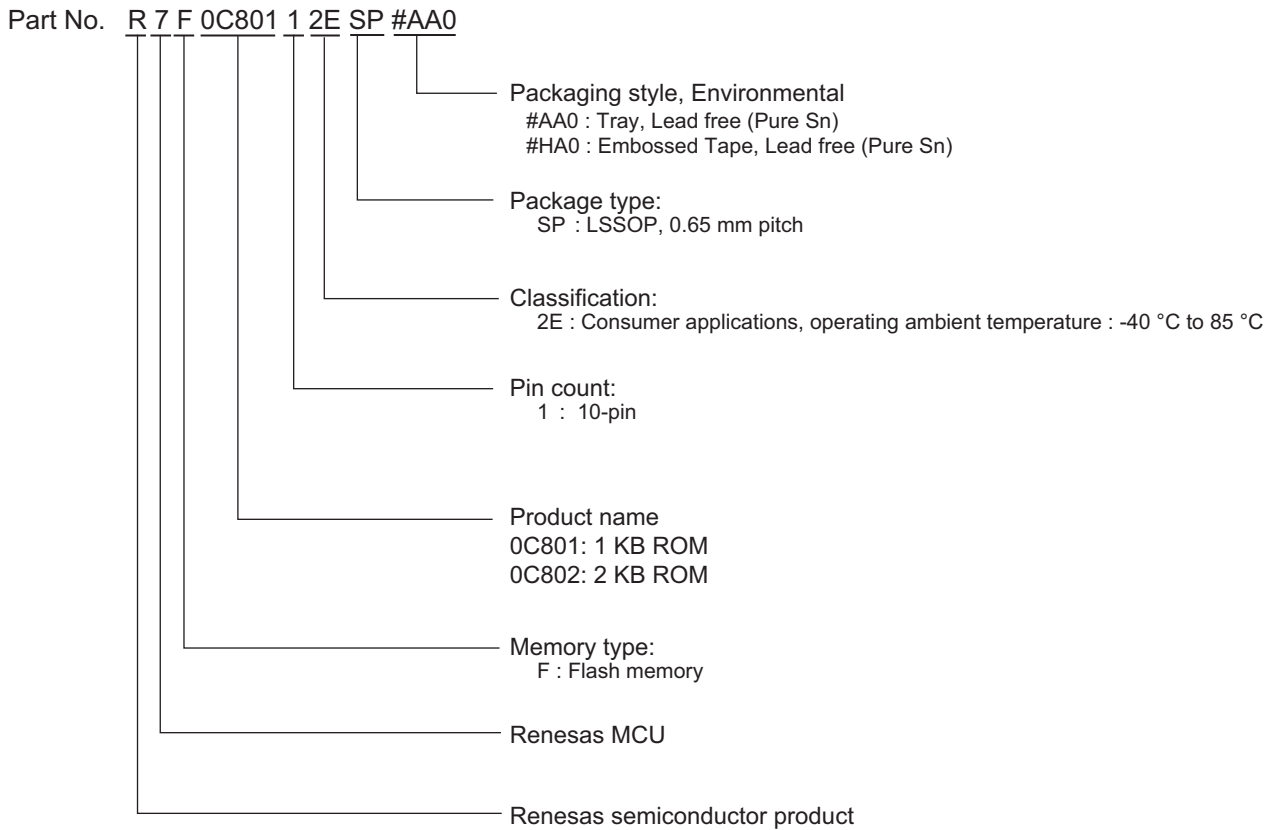 Part No. R 7 F 0C801 1 2E SP #AA0
Packaging style, Environmental
#AA0 : Tray, Lead free (Pure Sn)
#HA0 : Embossed Tape, Lead free (Pure Sn)
Package type:
SP : LSSOP, 0.65 mm pitch
Classification:
2E : Consumer applications, operating ambient temperature : -40 °C to 85 °C
Pin count:
1 : 10-pin
Product name
0C801: 1 KB ROM
0C802: 2 KB ROM
Memory type:
F : Flash memory
Renesas MCU
Renesas semiconductor product